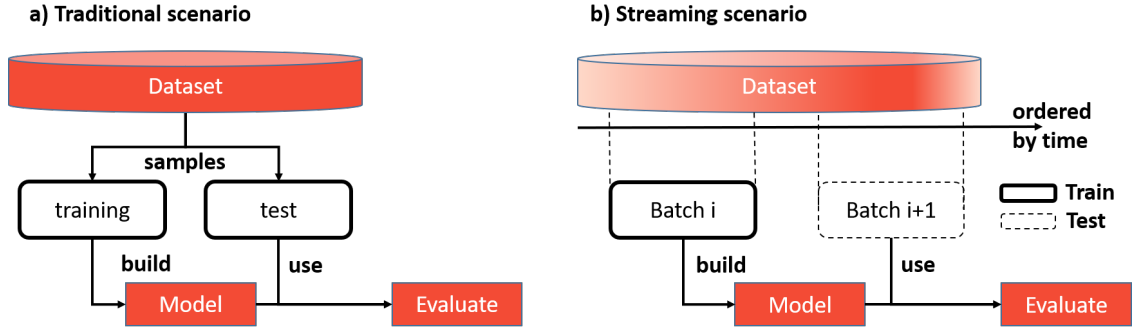 a) Traditional scenario
Dataset
samples
training
test
build
use
Model
Evaluate
b) Streaming scenario
Dataset
ordered
by time
Batch i
Batch i+1
Train
Test
build
use
Model
Evaluate